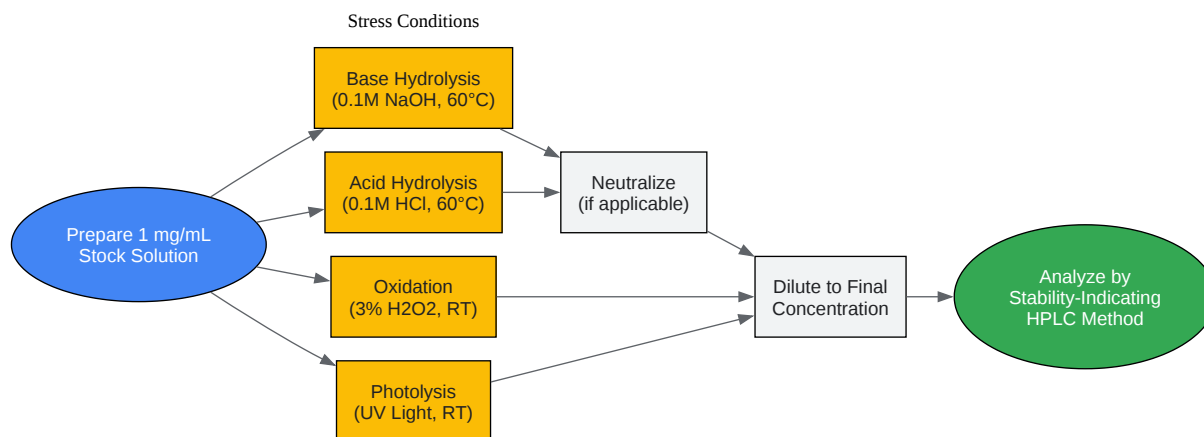 Stress Conditions
Base Hydrolysis
(0.1M NaOH, 60°C)
Acid Hydrolysis
(0.1M HCl, 60°C)
Neutralize
(if applicable)
Prepare 1 mg/mL
Stock Solution
Oxidation
(3% H2O2, RT)
Dilute to Final
Concentration
Analyze by
Stability-Indicating
HPLC Method
Photolysis
(UV Light, RT)